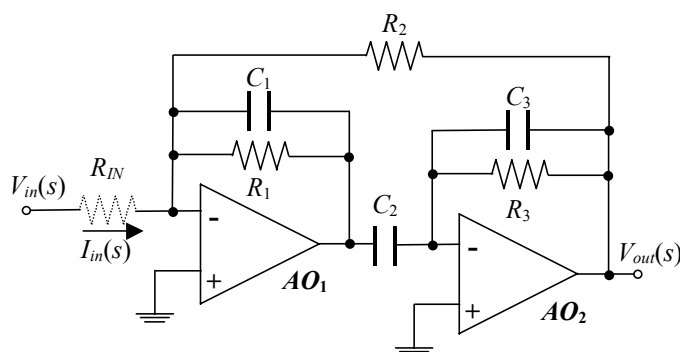 R2
C1
C3
RIN
Vin(s)
R1
C2
R3
Iin(s)
-
-
Vout(s)
+
AO1
+
AO2